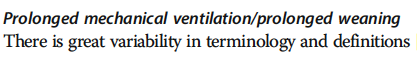 Prolonged mechanical ventilation/prolonged weaning
There is great variability in terminology and definitions